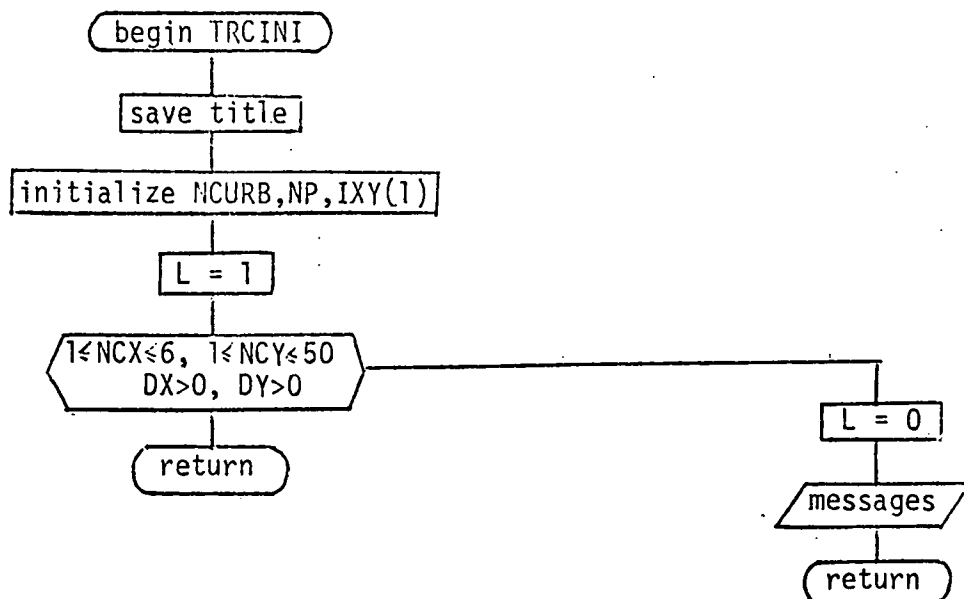 begin TRCINI
save title
initialize NCURB,NP,IXY(1)
L = 1
1≤NCX≤6, 1≤NCY≤50
DX>0, DY>0
return
L = 0
messages
return